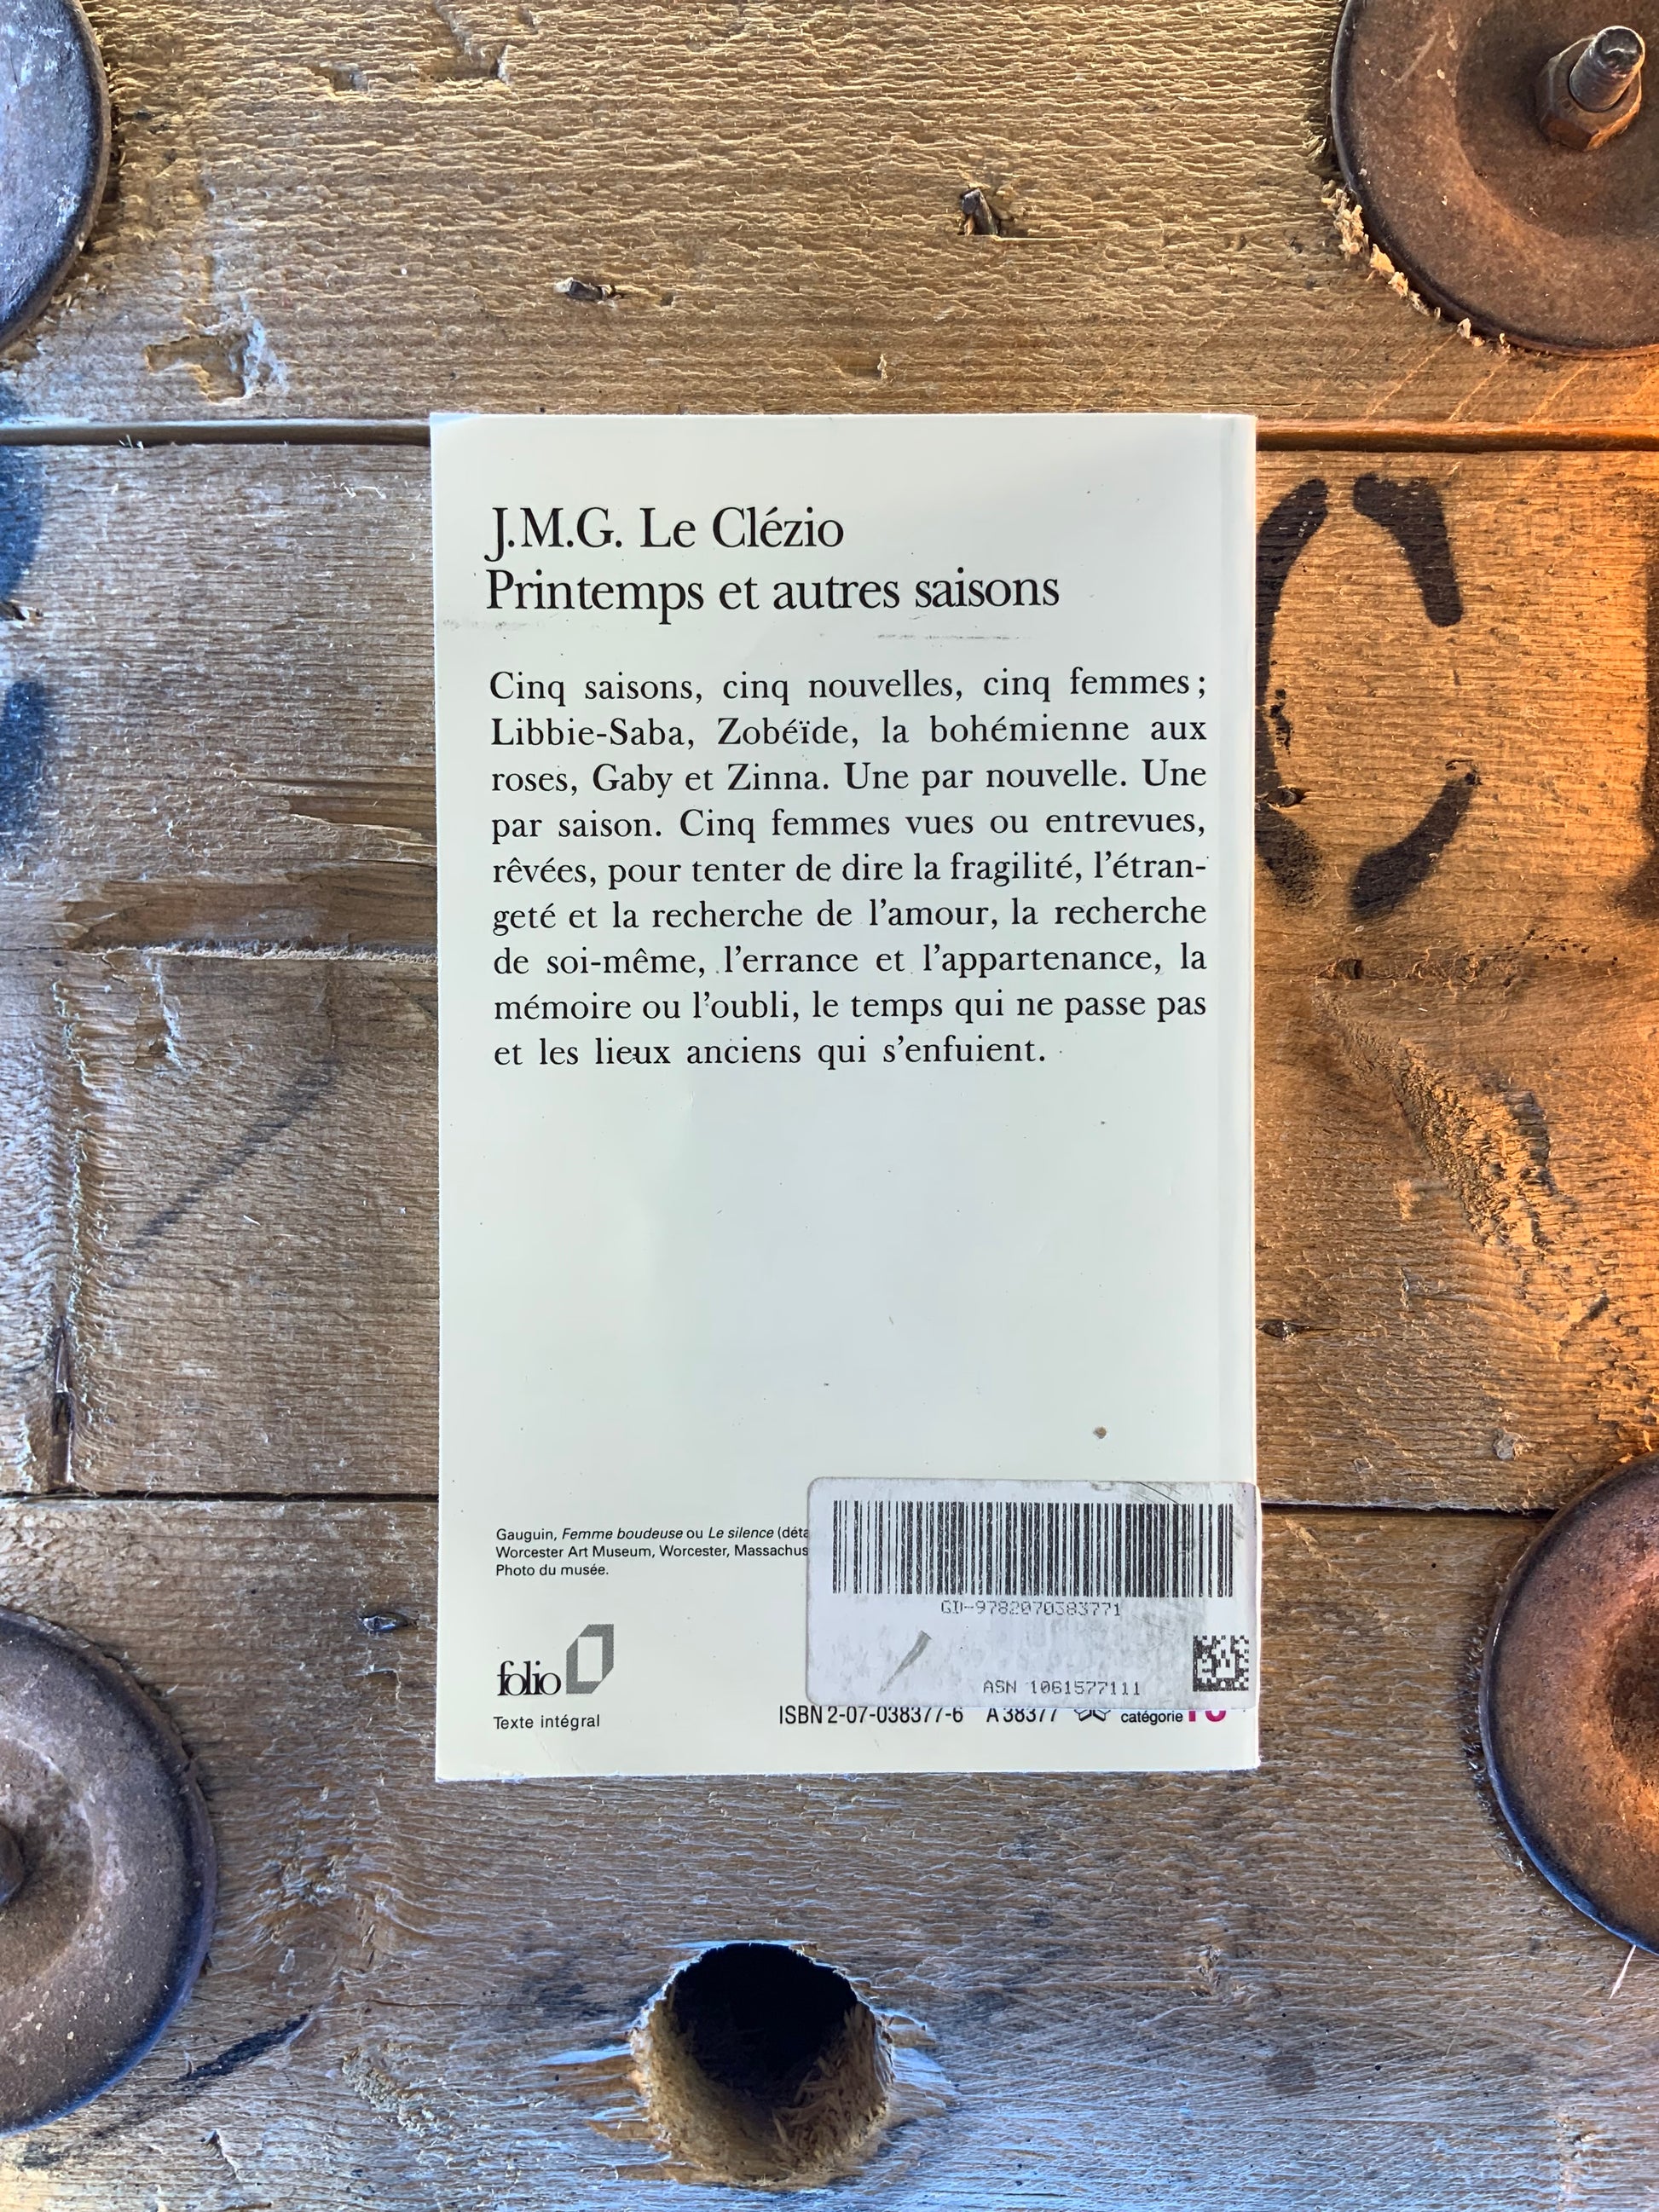 J.M.G. Le Clézio
Printemps et autres saisons
Cinq saisons, cinq nouvelles, cinq femmes ;
Libbie-Saba, Zobéïde, la bohémienne aux
roses, Gaby et Zinna. Une par nouvelle. Une
par saison. Cinq femmes vues ou entrevues,
rêvées, pour tenter de dire la fragilité, l'étran-
geté et la recherche de l'amour, la recherche
de soi-même, l'errance et l'appartenance, la
mémoire ou l'oubli, le temps qui ne passe pas
et les lieux anciens qui s'enfuient.
Gauguin, Femme boudeuse ou Le silence (déta
Worcester Art Museum, Worcester, Massachus
Photo du musée.
GD-9782070383771
ASN 1061577111
folio
Texte intégral
ISBN 2-07-038377-6 A 38377 catégorie